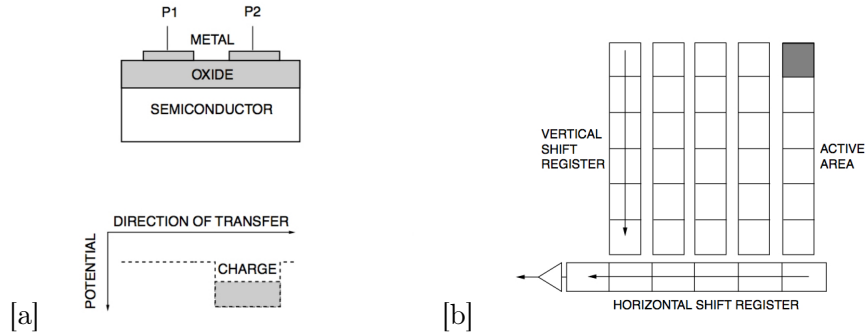 P1 P2
METAL
OXIDE
SEMICONDUCTOR
DIRECTION OF TRANSFER
POTENTIAL
CHARGE
[a]
VERTICAL
SHIFT
REGISTER
ACTIVE
AREA
HORIZONTAL SHIFT REGISTER
[b]